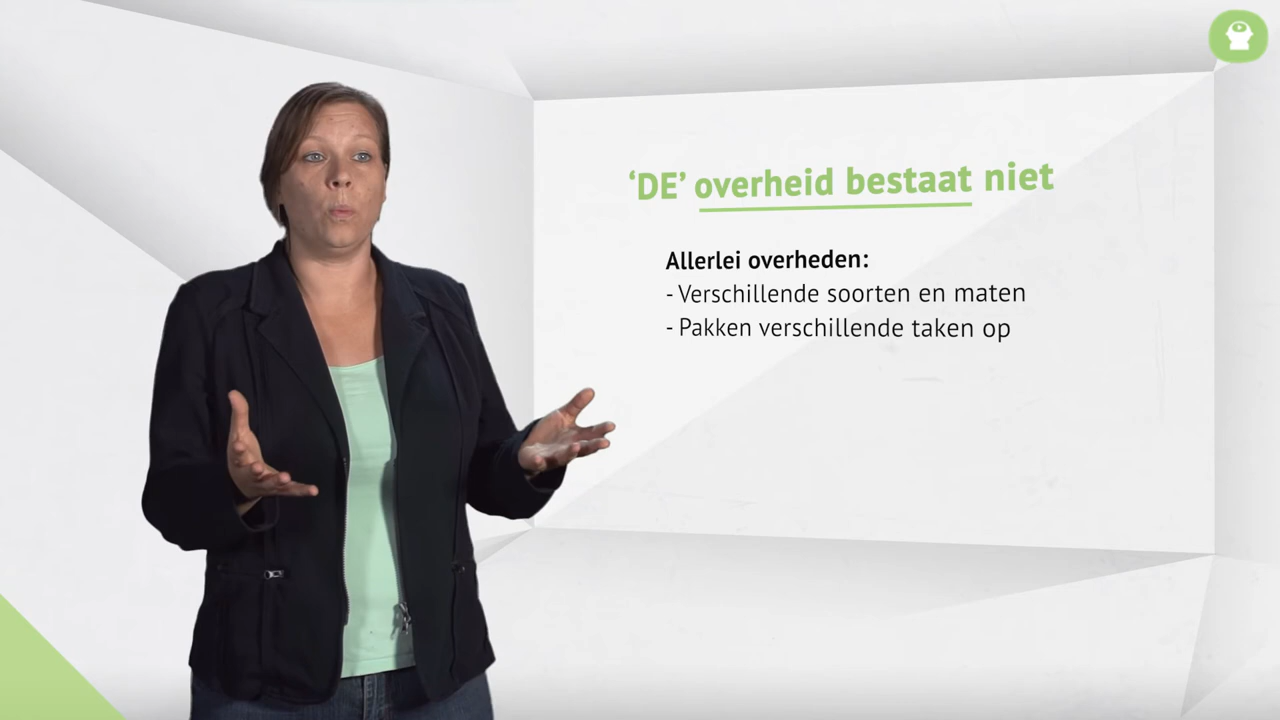 ‘DE’ overheid bestaat niet
Allerlei overheden:
- Verschillende soorten en maten
- Pakken verschillende taken op